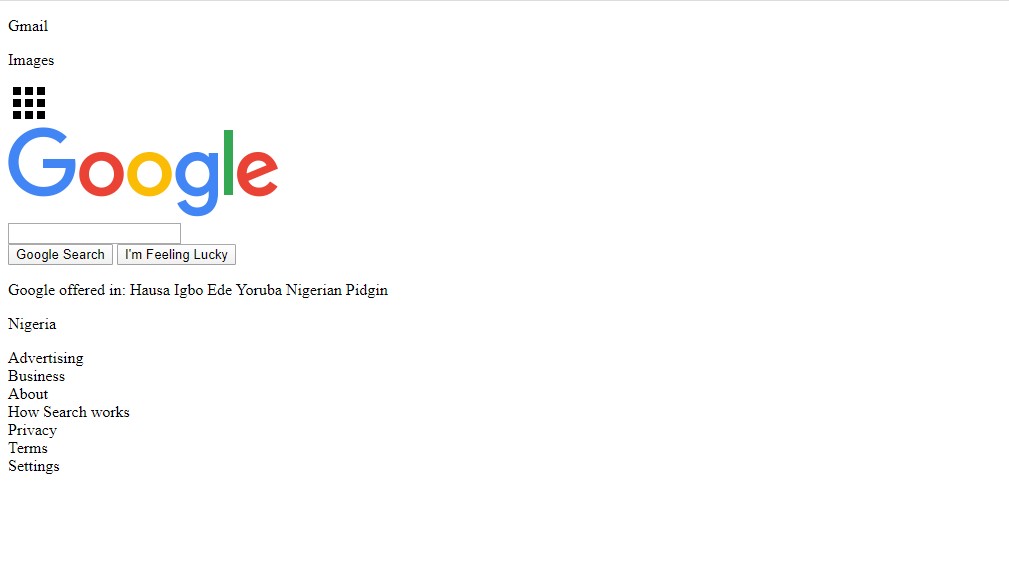 Gmail
Images
Google
Google Search I'm Feeling Lucky
Google offered in: Hausa Igbo Ede Yoruba Nigerian Pidgin
Nigeria
Advertising
Business
About
How Search works
Privacy
Terms
Settings